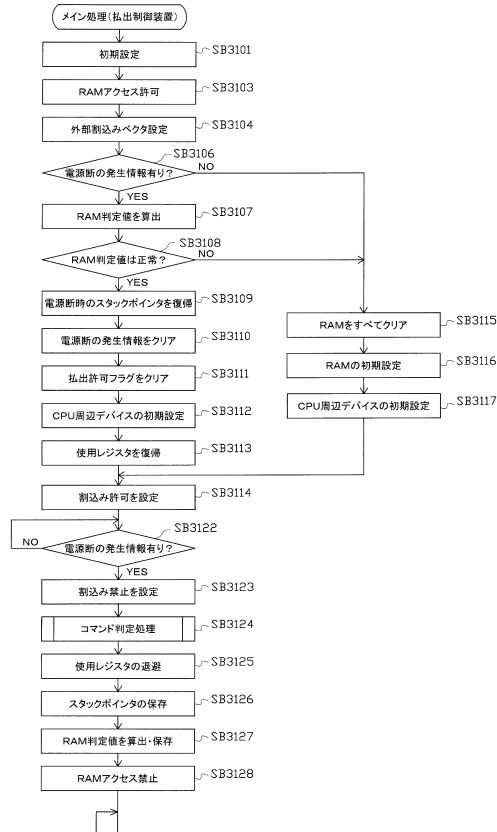 メイン処理(払出制御装置)
初期設定
SB3101
RAMアクセス許可
SB3103
外部割込みベクタ設定
SB3104
SB3106
電源断の発生情報有り?
NO
YES
RAM判定値を算出
SB3107
SB3108
RAM判定値は正常?
NO
YES
電源断時のスタックポインタを復帰
SB3109
電源断の発生情報をクリア
SB3110
払出許可フラグをクリア
SB3111
CPU周辺デバイスの初期設定
SB3112
使用レジスタを復帰
SB3113
RAMをすべてクリア
SB3115
RAMの初期設定
SB3116
CPU周辺デバイスの初期設定
SB3117
割込み許可を設定
SB3114
SB3122
電源断の発生情報有り?
NO
YES
割込み禁止を設定
SB3123
コマンド判定処理
SB3124
使用レジスタの退避
SB3125
スタックポインタの保存
SB3126
RAM判定値を算出・保存
SB3127
RAMアクセス禁止
SB3128